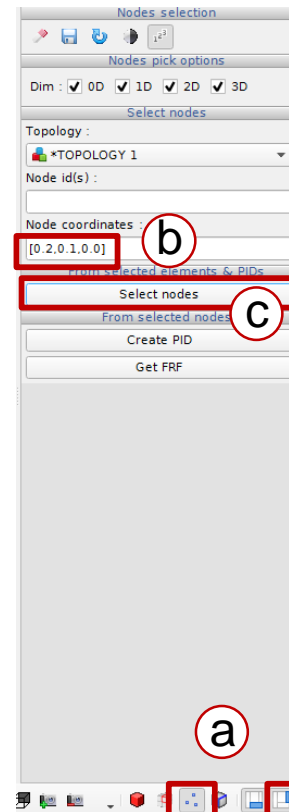 Nodes selection
Nodes pick options
Dim : 0D 1D 2D 3D
Select nodes
Topology :
*TOPOLOGY 1
Node id(s) :
Node coordinates :
b
[0.2,0.1,0.0]
From selected elements & PIDs
Select nodes
c
From selected nodes
Create PID
Get FRF
a